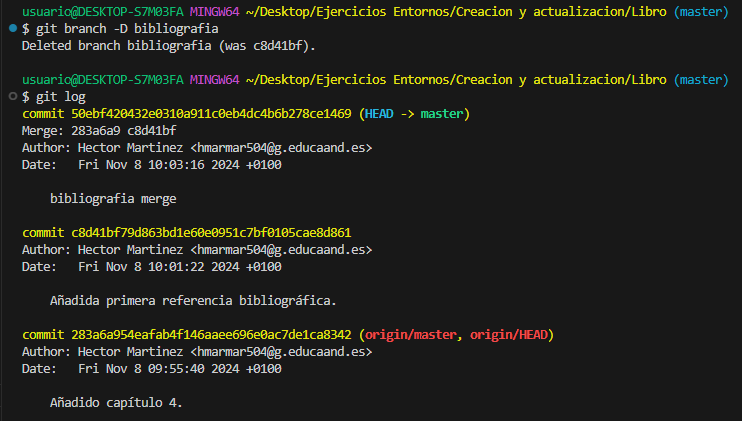 usuario@DESKTOP-S7M03FA MINGW64 ~/Desktop/Ejercicios Entornos/Creacion y actualizacion/Libro (master)
$ git branch -D bibliografia
Deleted branch bibliografia (was c8d41bf).
usuario@DESKTOP-S7M03FA MINGW64 ~/Desktop/Ejercicios Entornos/Creacion y actualizacion/Libro (master)
$ git log
commit 50ebf420432e0310a911c0eb4dc4b6b278ce1469 (HEAD -> master)
Merge: 283a6a9 c8d41bf
Author: Hector Martinez <hmarmar504@g.educaand.es>
Date:   Fri Nov 8 10:03:16 2024 +0100
bibliografia merge
commit c8d41bf79d863bd1e60e0951c7bf0105cae8d861
Author: Hector Martinez <hmarmar504@g.educaand.es>
Date:   Fri Nov 8 10:01:22 2024 +0100
Añadida primera referencia bibliográfica.
commit 283a6a954eafab4f146aaee696e0ac7de1ca8342 (origin/master, origin/HEAD)
Author: Hector Martinez <hmarmar504@g.educaand.es>
Date:   Fri Nov 8 09:55:40 2024 +0100
Añadido capítulo 4.